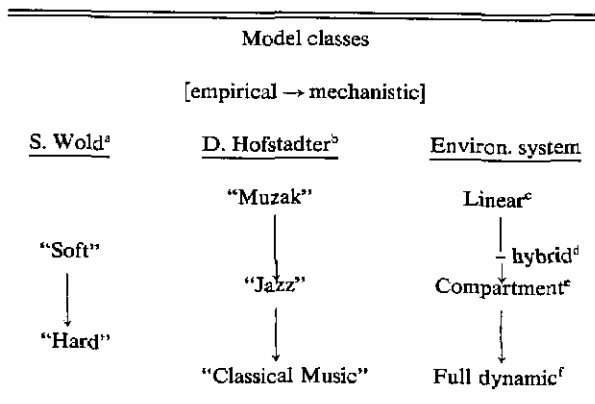 Model classes
[empirical → mechanistic]
S. Woldᵃ D. Hofstadterᵇ Environ. system
"Muzak" Linearᶜ
"Soft" – hybridᵈ
"Jazz" Compartmentᵉ
"Hard"
"Classical Music" Full dynamicᶠ